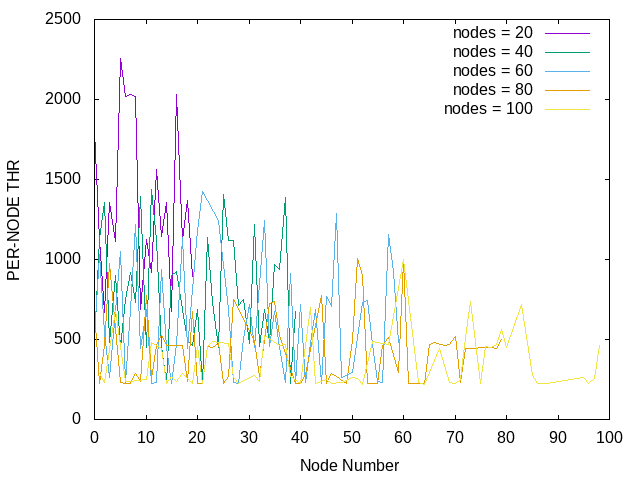 2500
2000
1500
1000
500
0
PER-NODE THR
nodes = 20
nodes = 40
nodes = 60
nodes = 80
nodes = 100
0 10 20 30 40 50 60 70 80 90 100
Node Number